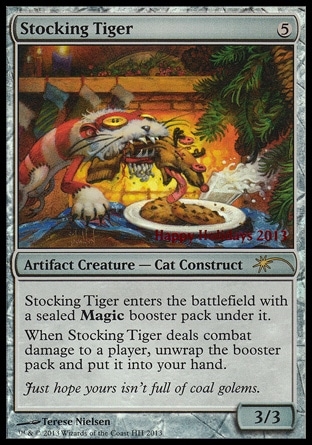 Stocking Tiger 5
Happy Holidays 2013
Artifact Creature — Cat Construct
Stocking Tiger enters the battlefield with
a sealed Magic booster pack under it.
When Stocking Tiger deals combat
damage to a player, unwrap the booster
pack and put it into your hand.
Just hope yours isn't full of coal golems.
Terese Nielsen
3/3
™ & © 2013 Wizards of the Coast HH 2013